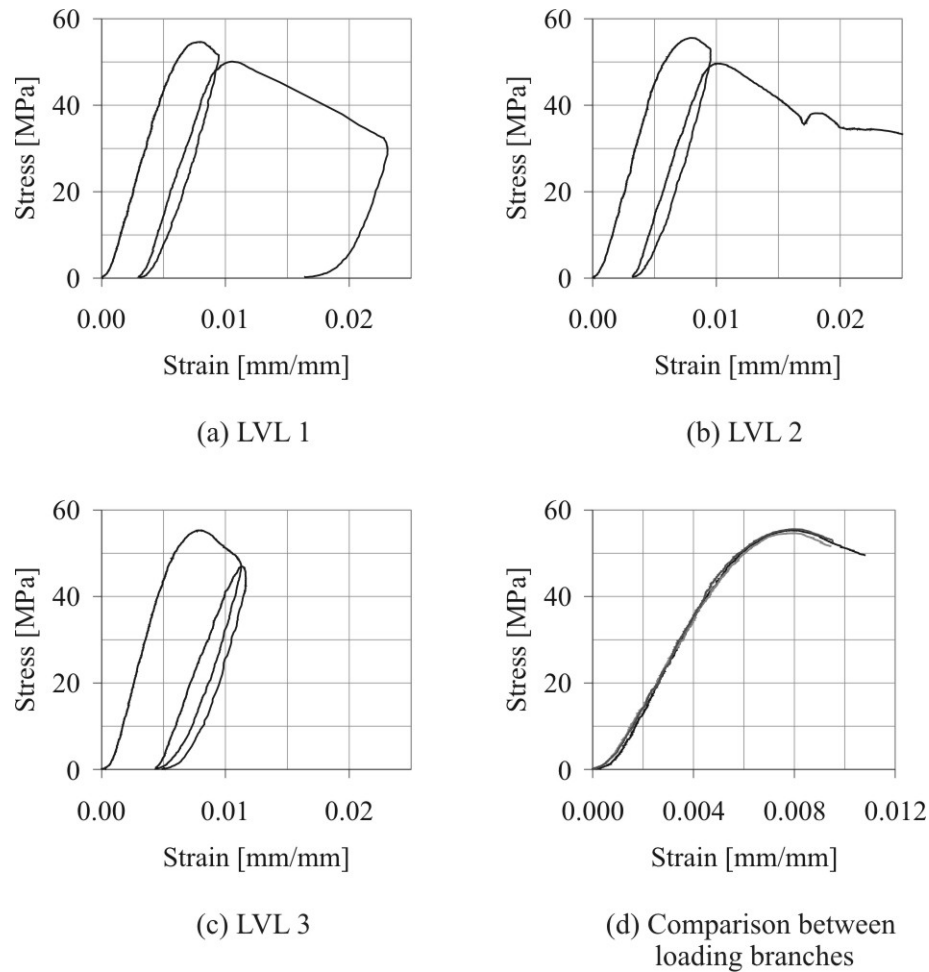 60
40
20
0
Stress [MPa]
0.00 0.01 0.02
Strain [mm/mm]
(a) LVL 1
60
40
20
0
Stress [MPa]
0.00 0.01 0.02
Strain [mm/mm]
(b) LVL 2
60
40
20
0
Stress [MPa]
0.00 0.01 0.02
Strain [mm/mm]
(c) LVL 3
60
40
20
0
Stress [MPa]
0.000 0.004 0.008 0.012
Strain [mm/mm]
(d) Comparison between
loading branches